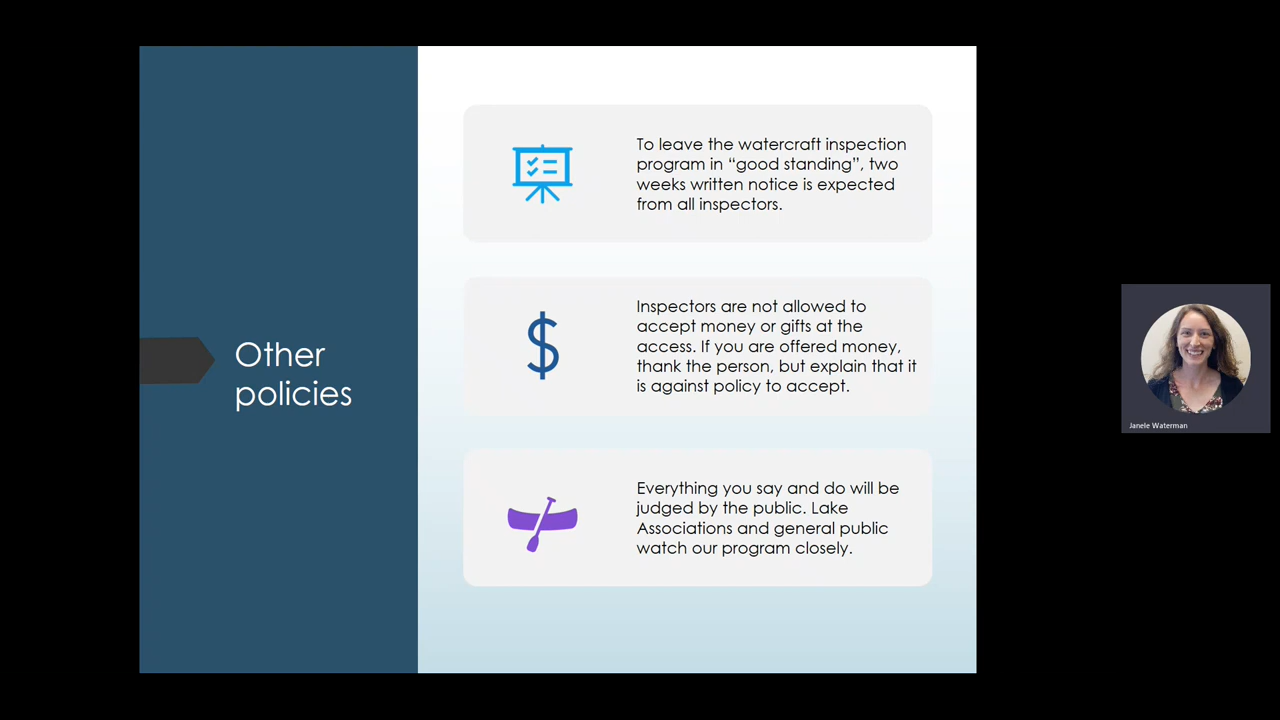 Other
policies
To leave the watercraft inspection
program in “good standing”, two
weeks written notice is expected
from all inspectors.
Inspectors are not allowed to
accept money or gifts at the
access. If you are offered money,
thank the person, but explain that it
is against policy to accept.
Everything you say and do will be
judged by the public. Lake
Associations and general public
watch our program closely.
Janele Waterman